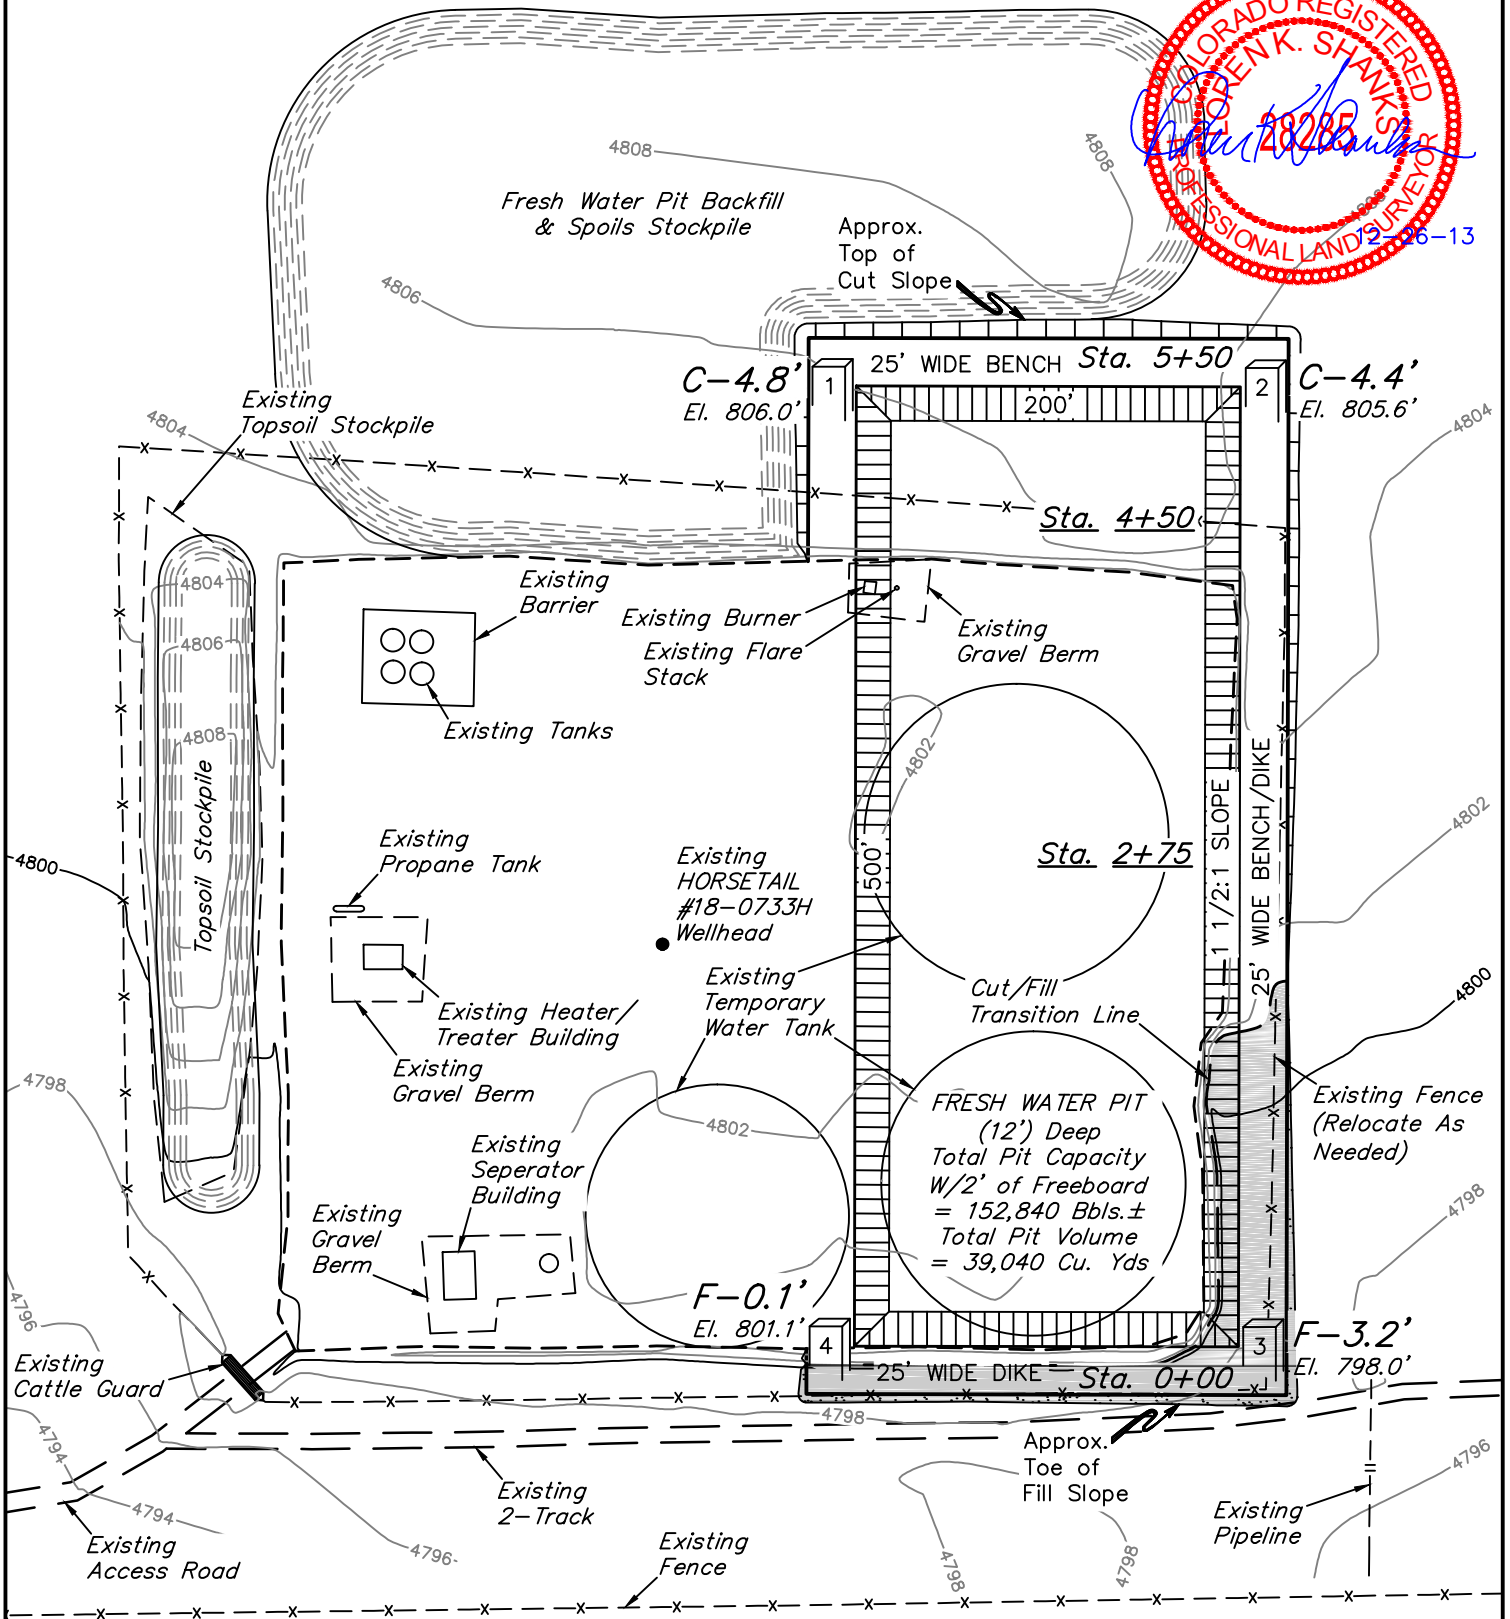 COLORADO REGISTERED
LOREN K. SHANKS
28285
PROFESSIONAL LAND SURVEYOR
12-26-13
4808
4808
4808
Fresh Water Pit Backfill
& Spoils Stockpile
Approx.
Top of
Cut Slope
4806
C-4.8'
El. 806.0'
1
25' WIDE BENCH
Sta. 5+50
2
C-4.4'
El. 805.6'
200'
Existing
Topsoil Stockpile
4804
4804
Sta. 4+50
4804
4806
4808
Topsoil Stockpile
Existing
Barrier
Existing Tanks
Existing Burner
Existing Flare
Stack
Existing
Gravel Berm
4802
500'
1 1/2:1 SLOPE
25' WIDE BENCH/DIKE
4802
4800
Existing
Propane Tank
Existing
HORSETAIL
#18-0733H
Wellhead
Sta. 2+75
Existing Heater/
Treater Building
Existing
Gravel Berm
Existing
Temporary
Water Tank
Cut/Fill
Transition Line
4800
4798
4802
Existing Fence
(Relocate As
Needed)
FRESH WATER PIT
(12') Deep
Total Pit Capacity
W/2' of Freeboard
= 152,840 Bbls.±
Total Pit Volume
= 39,040 Cu. Yds
Existing
Seperator
Building
Existing
Gravel
Berm
4798
4796
F-0.1'
El. 801.1'
4
25' WIDE DIKE
Sta. 0+00
3
F-3.2'
El. 798.0'
Existing
Cattle Guard
4798
4794
Approx.
Toe of
Fill Slope
4796
Existing
2-Track
Existing
Pipeline
4794
Existing
Access Road
4796
Existing
Fence
4798
4798